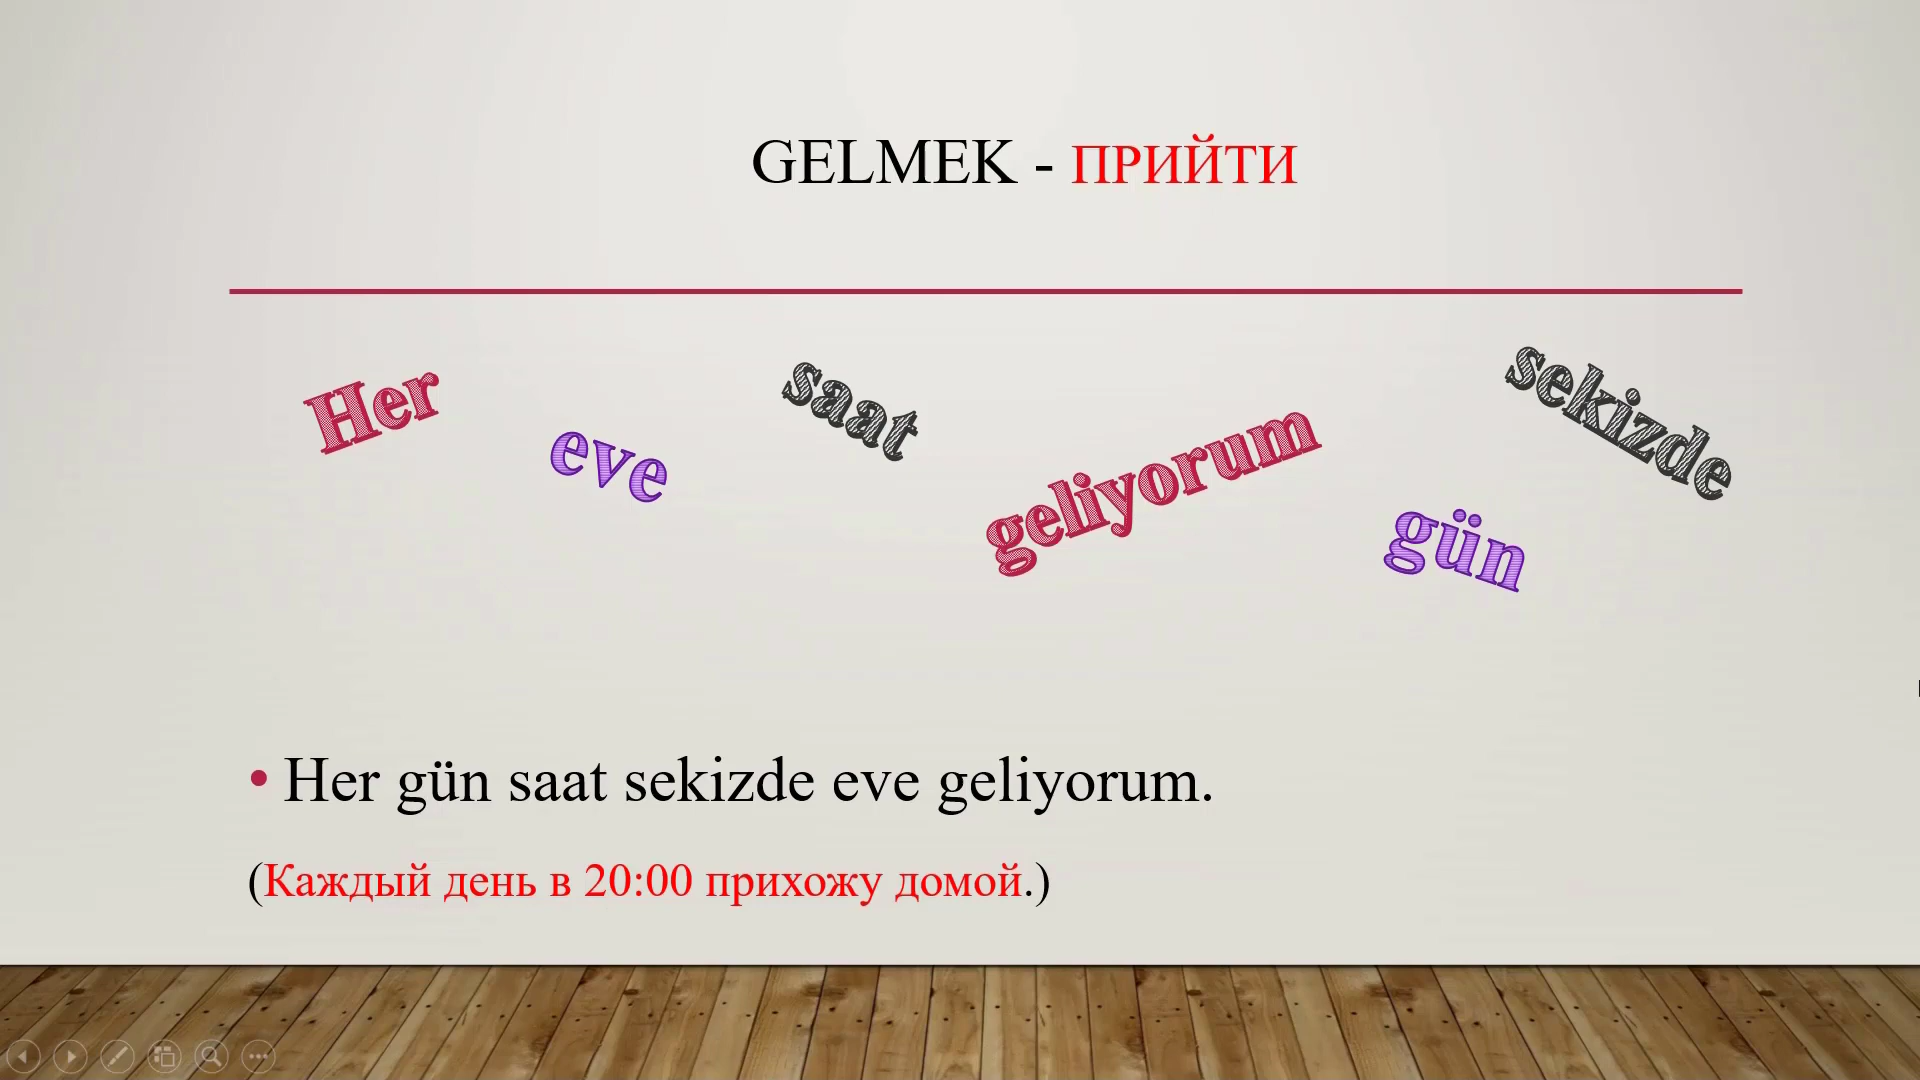 GELMEK - ПРИЙТИ
Her
eve
saat
geliyorum
gün
sekizde
• Her gün saat sekizde eve geliyorum.
(Каждый день в 20:00 прихожу домой.)